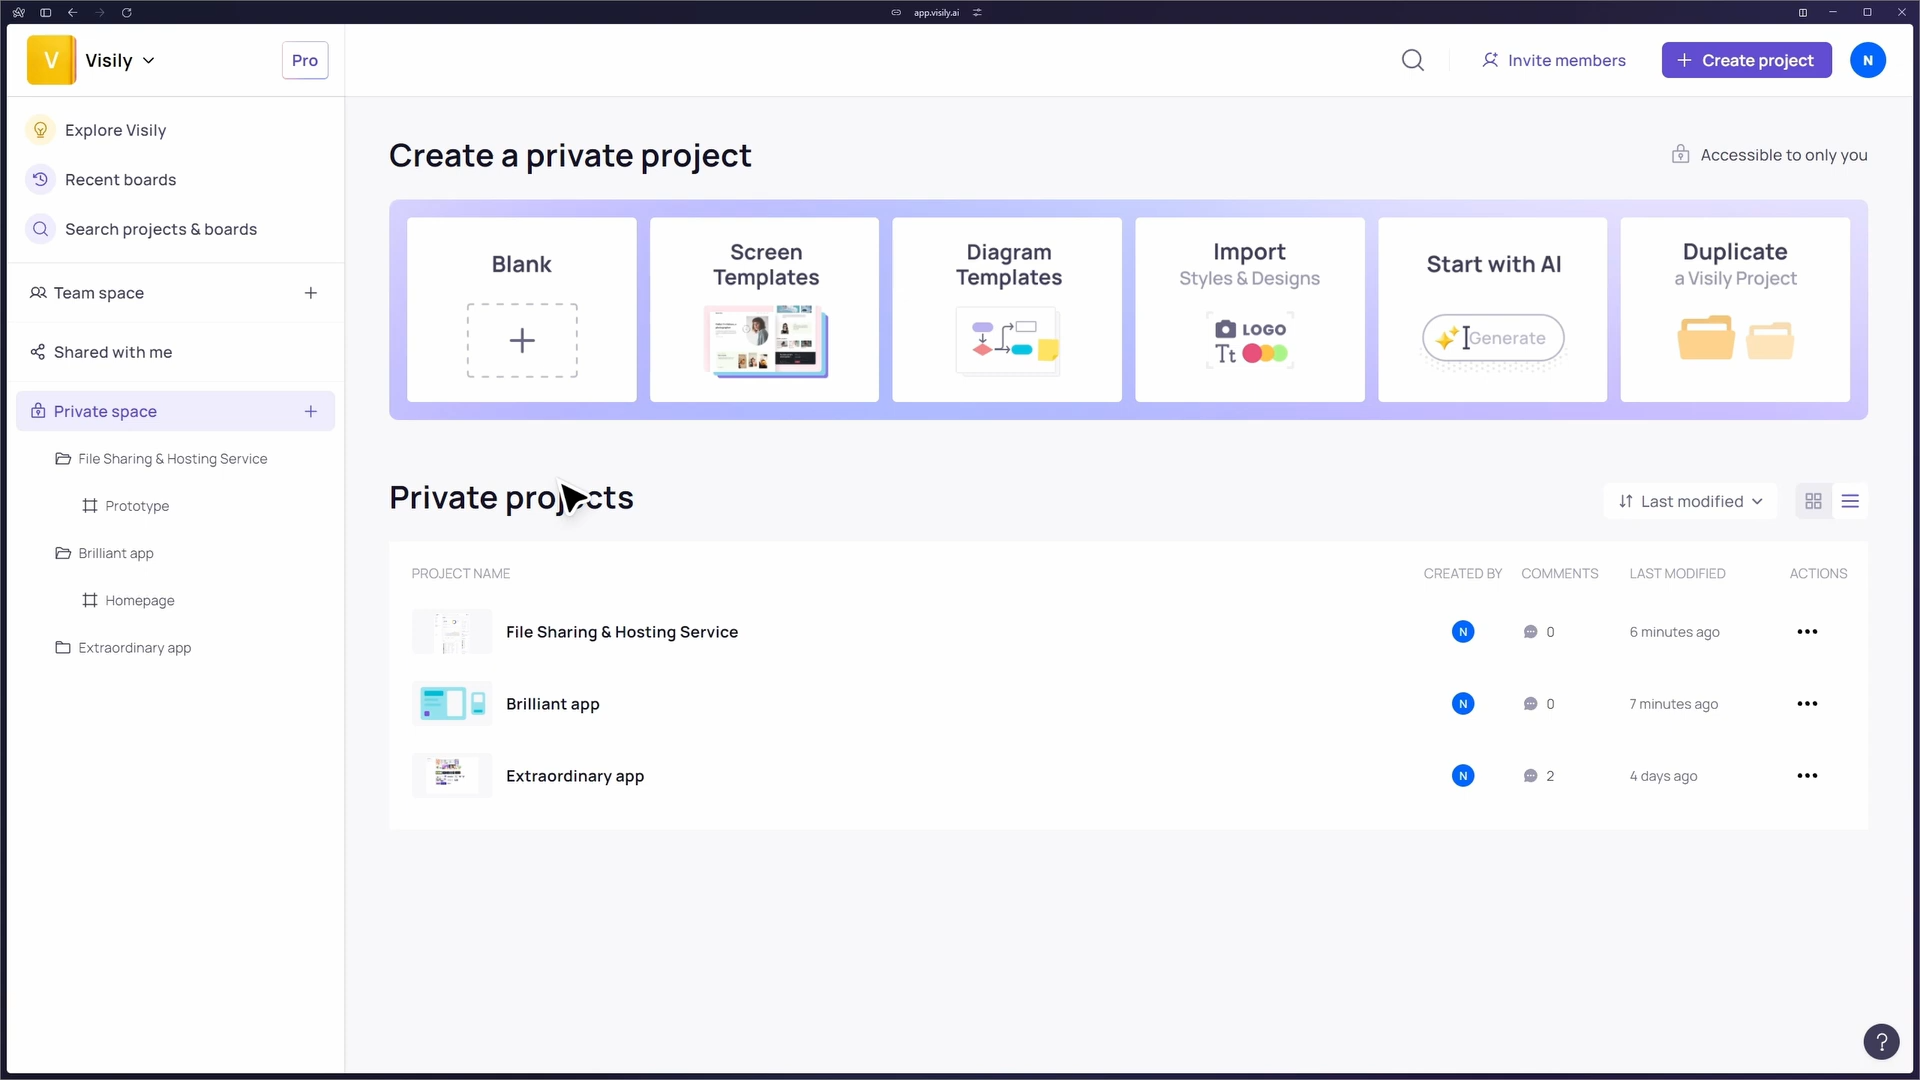 app.visily.ai
V
Visily
Pro
Invite members
+ Create project
N
Explore Visily
Recent boards
Search projects & boards
Team space
Shared with me
Private space
File Sharing & Hosting Service
Prototype
Brilliant app
Homepage
Extraordinary app
Create a private project
Accessible to only you
Blank
Screen
Templates
Diagram
Templates
Import
Styles & Designs
LOGO
Tt
Start with AI
Generate
Duplicate
a Visily Project
Private projects
Last modified
PROJECT NAME CREATED BY COMMENTS LAST MODIFIED ACTIONS
File Sharing & Hosting Service N 0 6 minutes ago
Brilliant app N 0 7 minutes ago
Extraordinary app N 2 4 days ago
?